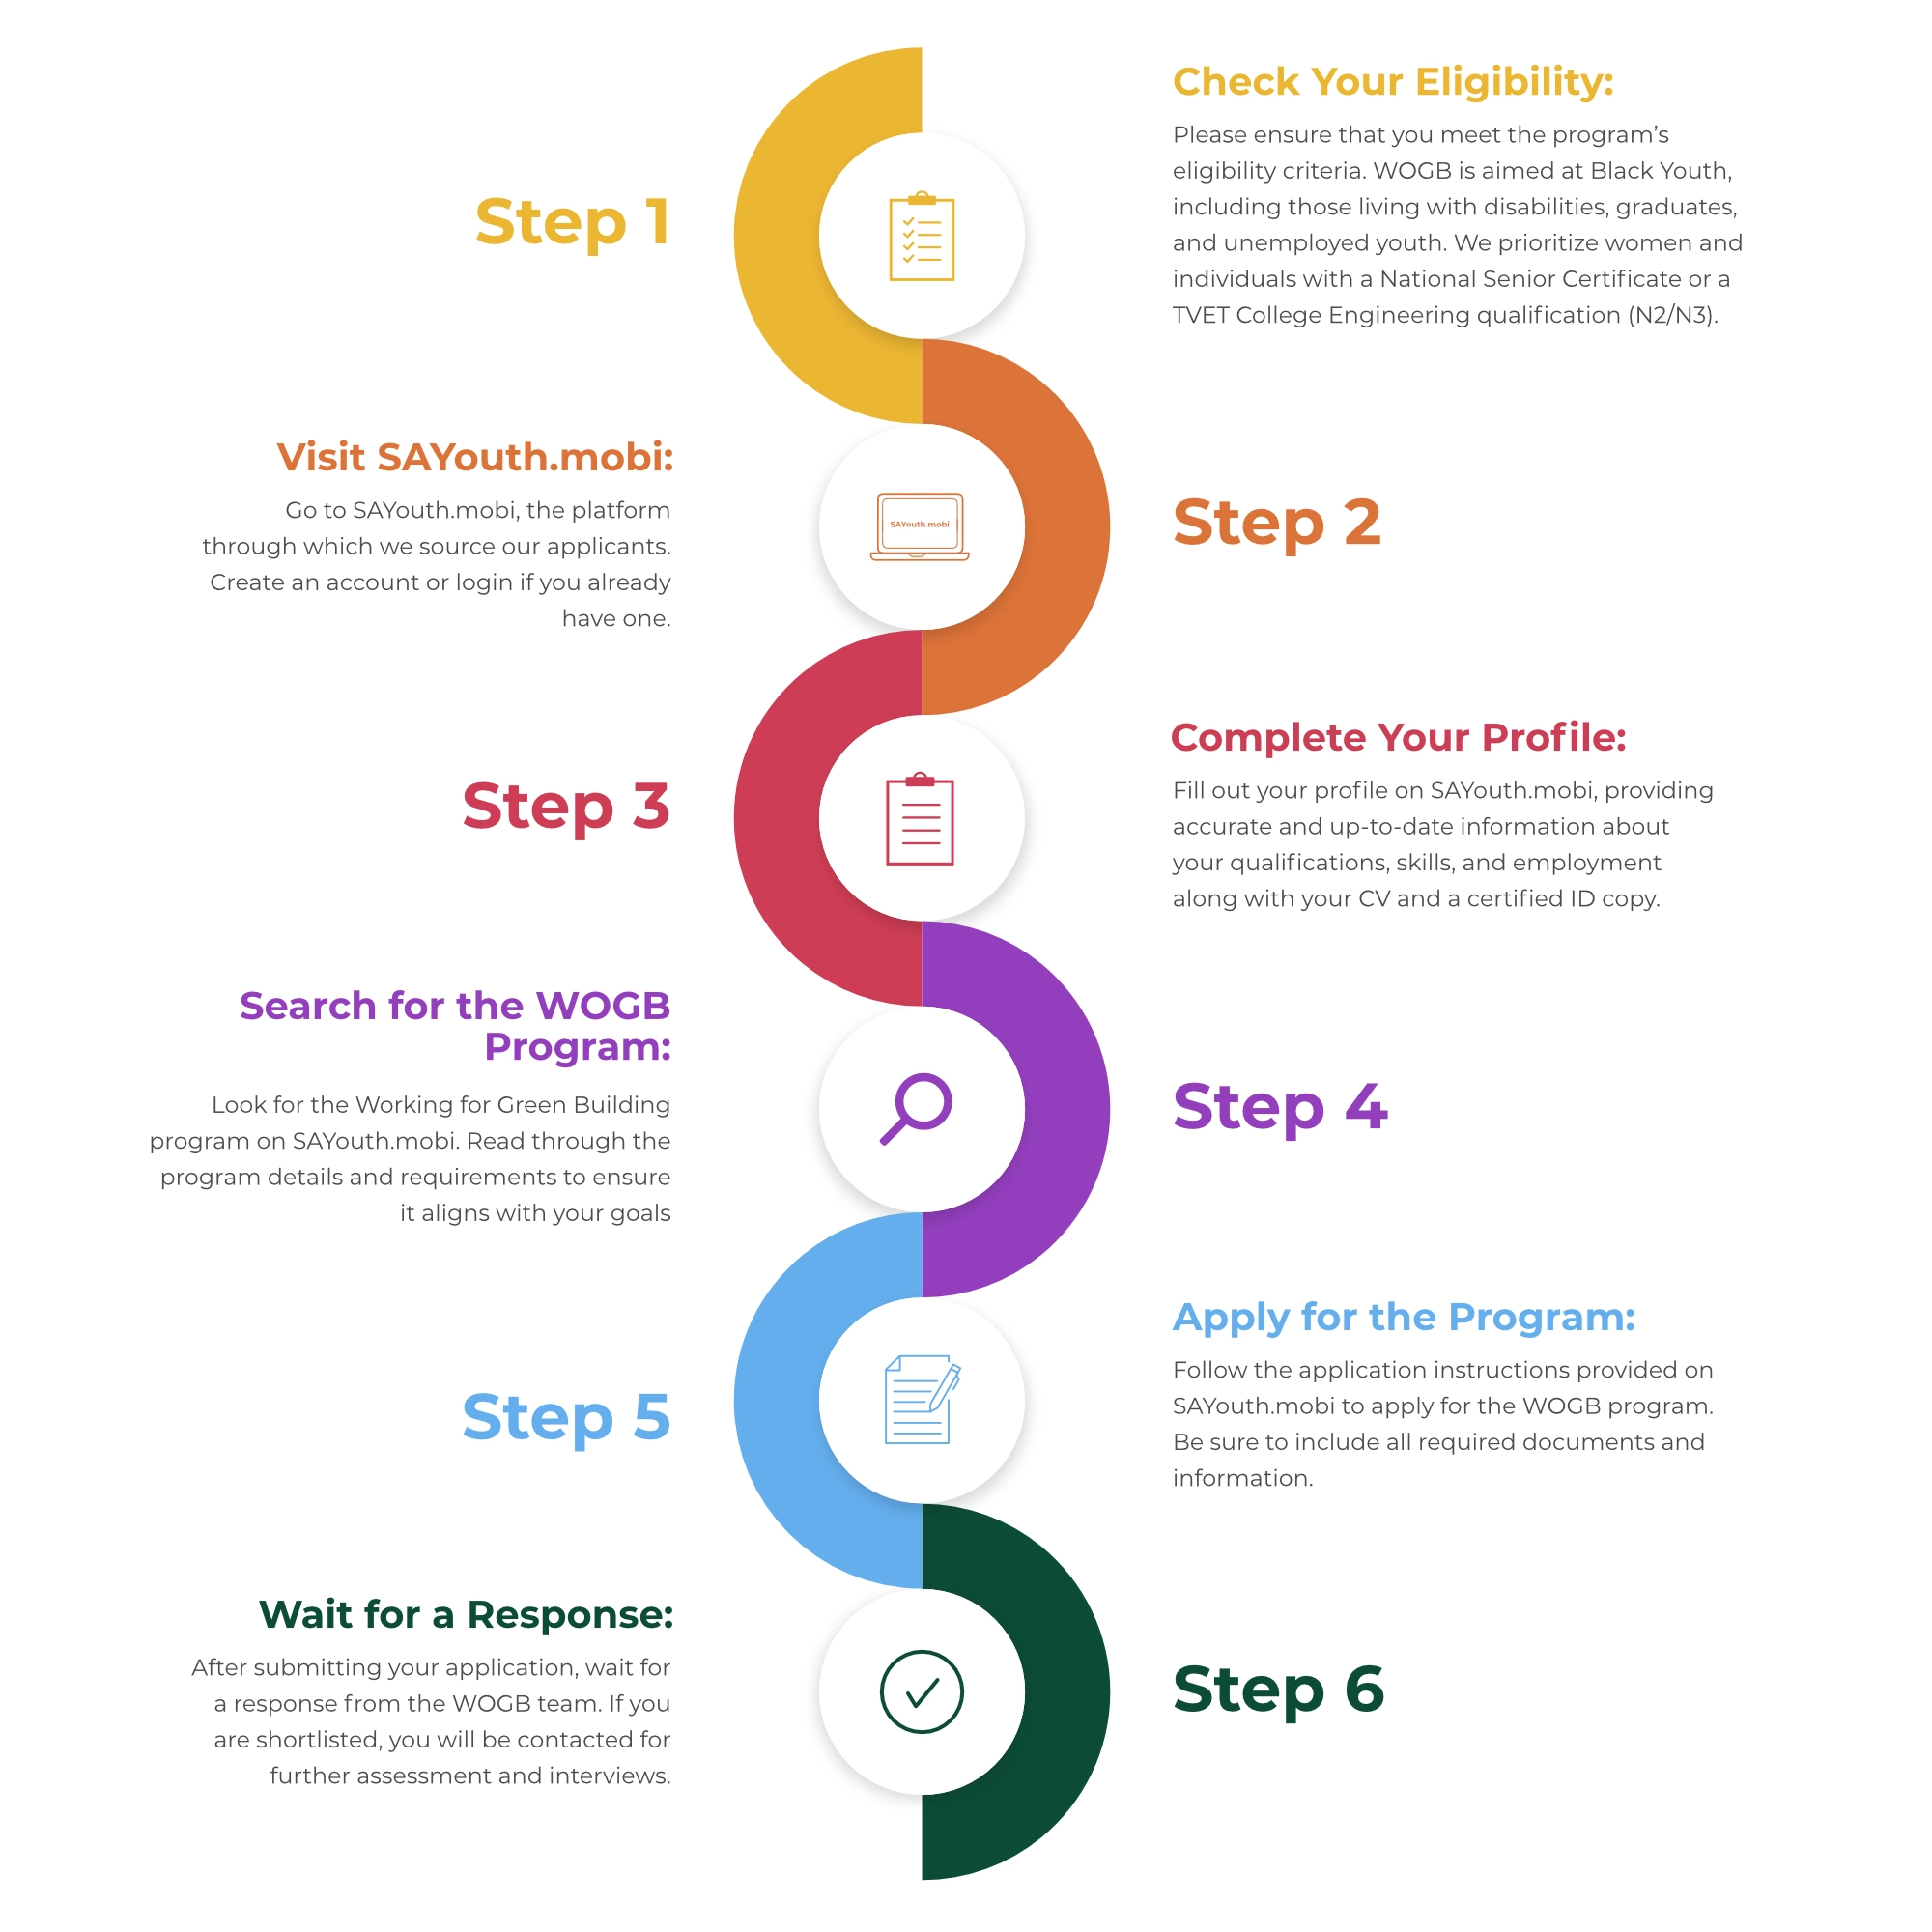 Step 1
Check Your Eligibility:
Please ensure that you meet the program’s
eligibility criteria. WOGB is aimed at Black Youth,
including those living with disabilities, graduates,
and unemployed youth. We prioritize women and
individuals with a National Senior Certificate or a
TVET College Engineering qualification (N2/N3).
Step 2
Visit SAYouth.mobi:
Go to SAYouth.mobi, the platform
through which we source our applicants.
Create an account or login if you already
have one.
SAYouth.mobi
Step 3
Complete Your Profile:
Fill out your profile on SAYouth.mobi, providing
accurate and up-to-date information about
your qualifications, skills, and employment
along with your CV and a certified ID copy.
Step 4
Search for the WOGB
Program:
Look for the Working for Green Building
program on SAYouth.mobi. Read through the
program details and requirements to ensure
it aligns with your goals
Step 5
Apply for the Program:
Follow the application instructions provided on
SAYouth.mobi to apply for the WOGB program.
Be sure to include all required documents and
information.
Step 6
Wait for a Response:
After submitting your application, wait for
a response from the WOGB team. If you
are shortlisted, you will be contacted for
further assessment and interviews.